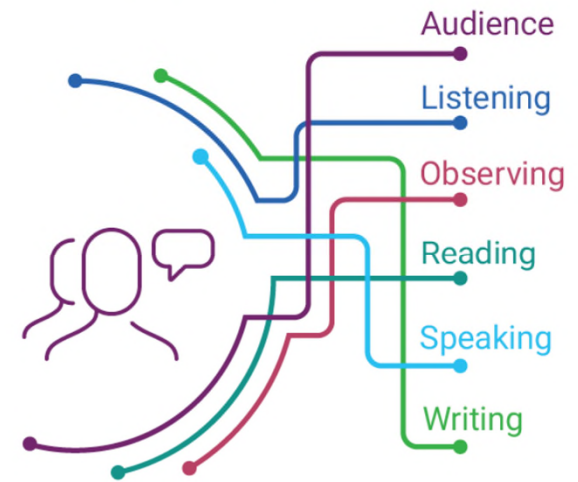 Audience
Listening
Observing
Reading
Speaking
Writing